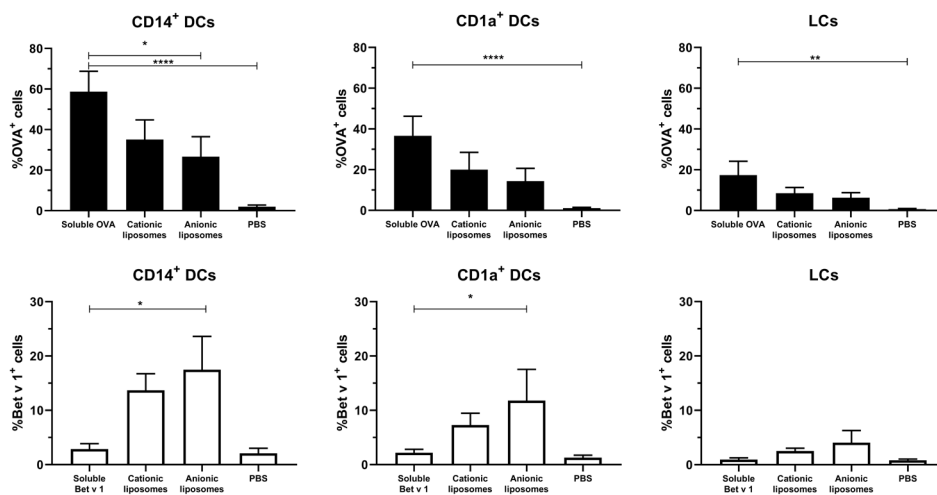 CD14⁺ DCs
%OVA⁺ cells
80
60
40
20
0
*
****
Soluble OVA
Cationic
liposomes
Anionic
liposomes
PBS
CD1a⁺ DCs
%OVA⁺ cells
80
60
40
20
0
****
Soluble OVA
Cationic
liposomes
Anionic
liposomes
PBS
LCs
%OVA⁺ cells
80
60
40
20
0
**
Soluble OVA
Cationic
liposomes
Anionic
liposomes
PBS
CD14⁺ DCs
%Bet v 1⁺ cells
30
20
10
0
*
Soluble
Bet v 1
Cationic
liposomes
Anionic
liposomes
PBS
CD1a⁺ DCs
%Bet v 1⁺ cells
30
20
10
0
*
Soluble
Bet v 1
Cationic
liposomes
Anionic
liposomes
PBS
LCs
%Bet v 1⁺ cells
30
20
10
0
Soluble
Bet v 1
Cationic
liposomes
Anionic
liposomes
PBS